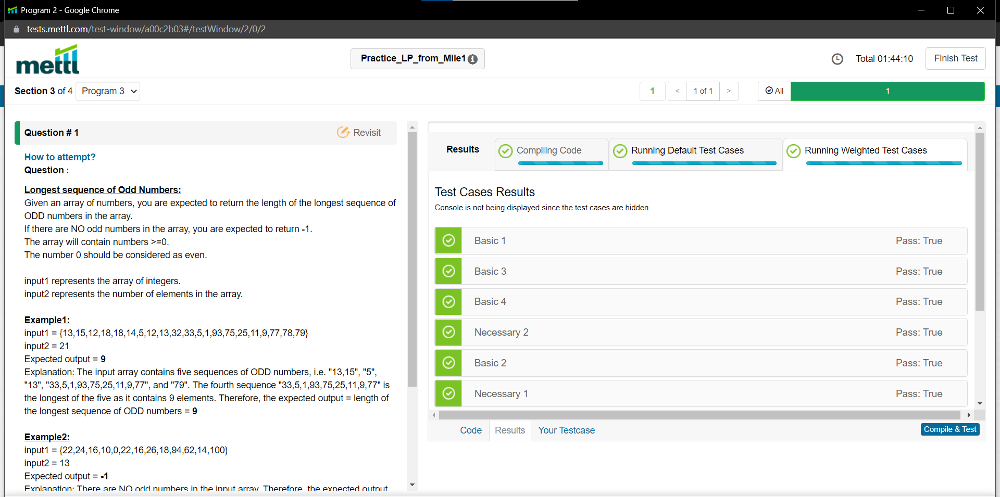 Program 2 - Google Chrome
tests.mettl.com/test-window/a00c2b03#/testWindow/2/0/2
mettl
Practice_LP_from_Mile1
Total 01:44:10
Finish Test
Section 3 of 4
Program 3
1
<
1 of 1
>
All
1
Question # 1
Revisit
How to attempt?
Question :
Longest sequence of Odd Numbers:
Given an array of numbers, you are expected to return the length of the longest sequence of
ODD numbers in the array.
If there are NO odd numbers in the array, you are expected to return -1.
The array will contain numbers >=0.
The number 0 should be considered as even.
input1 represents the array of integers.
input2 represents the number of elements in the array.
Example1:
input1 = {13,15,12,18,18,14,5,12,13,32,33,5,1,93,75,25,11,9,77,78,79}
input2 = 21
Expected output = 9
Explanation: The input array contains five sequences of ODD numbers, i.e. "13,15", "5",
"13", "33,5,1,93,75,25,11,9,77", and "79". The fourth sequence "33,5,1,93,75,25,11,9,77" is
the longest of the five as it contains 9 elements. Therefore, the expected output = length of
the longest sequence of ODD numbers = 9
Example2:
input1 = {22,24,16,10,0,22,16,26,18,94,62,14,100}
input2 = 13
Expected output = -1
Explanation: There are NO odd numbers in the input array. Therefore, the expected output
Results
Compiling Code
Running Default Test Cases
Running Weighted Test Cases
Test Cases Results
Console is not being displayed since the test cases are hidden
Basic 1 Pass: True
Basic 3 Pass: True
Basic 4 Pass: True
Necessary 2 Pass: True
Basic 2 Pass: True
Necessary 1 Pass: True
Code
Results
Your Testcase
Compile & Test